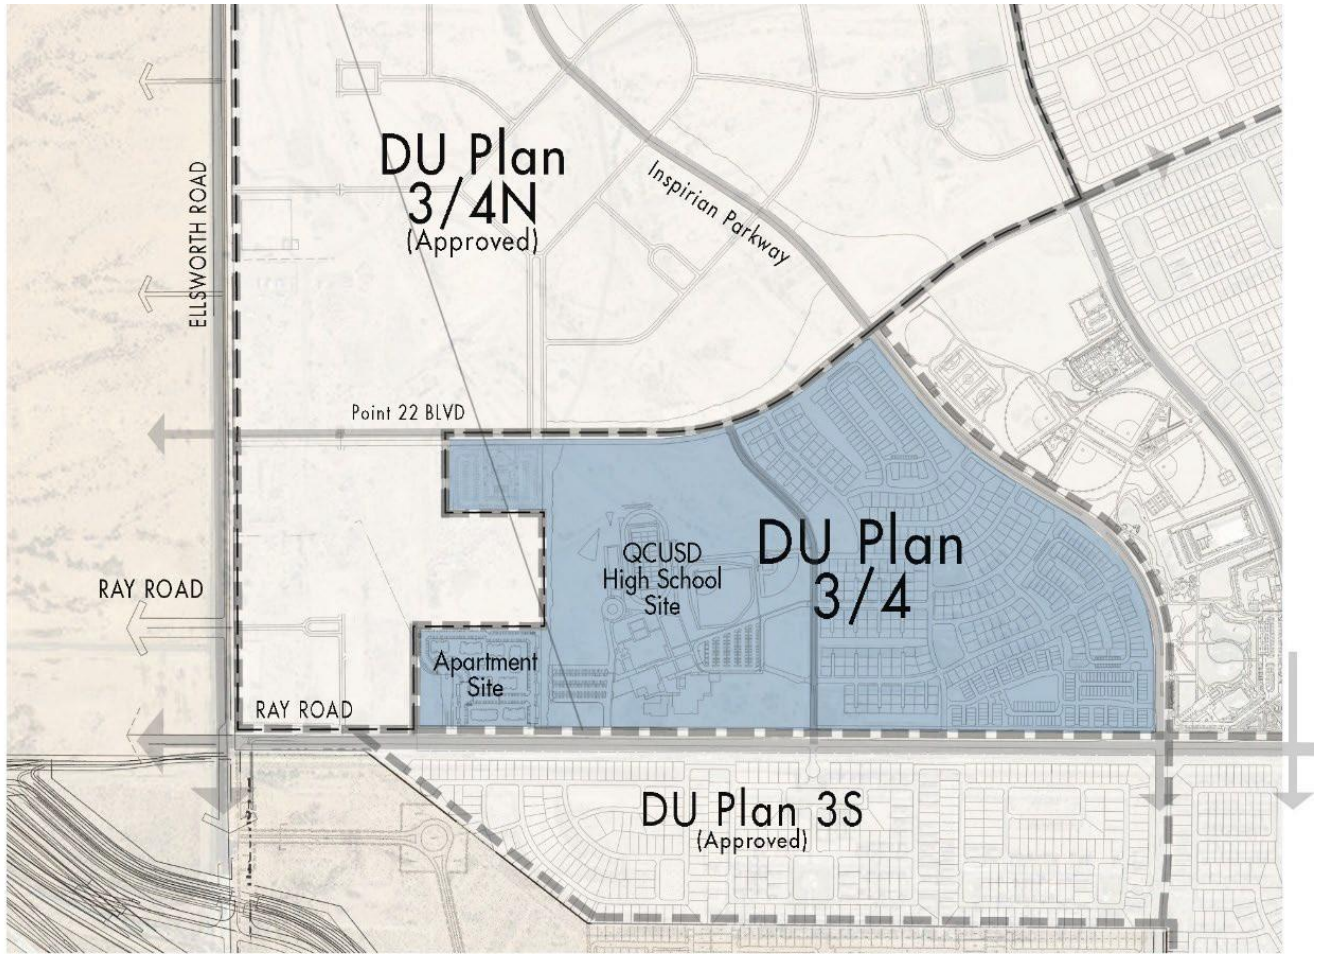 DU Plan
3/4N
(Approved)
Inspirian Parkway
ELLSWORTH ROAD
Point 22 BLVD
QCUSD
High School
Site
DU Plan
3/4
RAY ROAD
Apartment
Site
RAY ROAD
DU Plan 3S
(Approved)